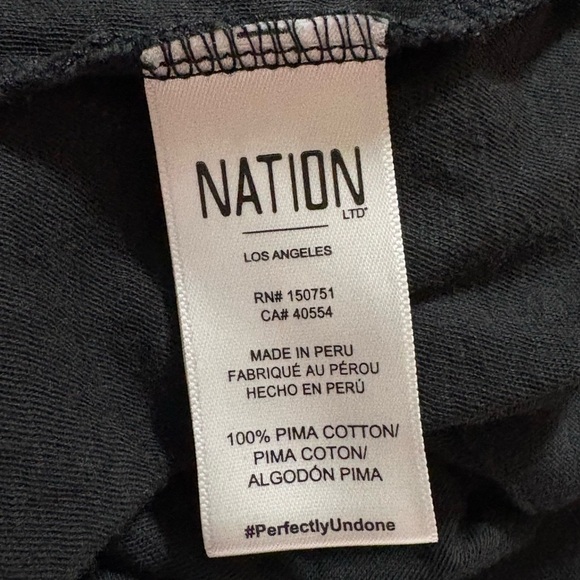 NATION
LTD
LOS ANGELES
RN# 150751
CA# 40554
MADE IN PERU
FABRIQUÉ AU PÉROU
HECHO EN PERÚ
100% PIMA COTTON/
PIMA COTON/
ALGODÓN PIMA
#PerfectlyUndone